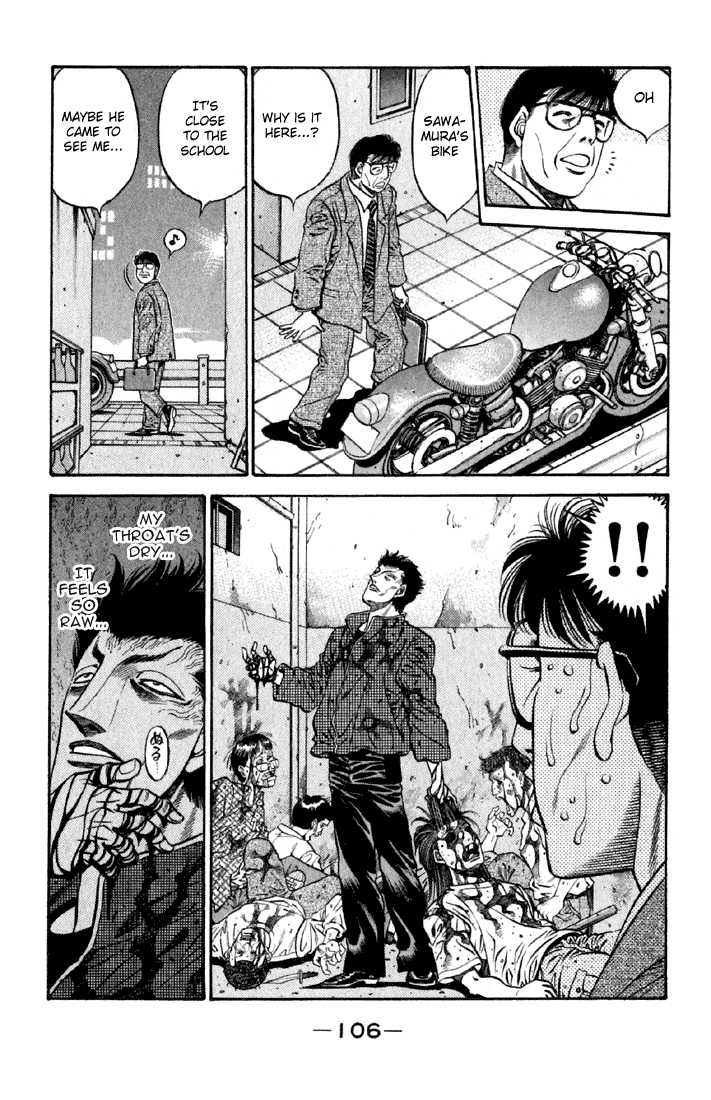 OH
SAWA-
MURA'S
BIKE
WHY IS IT
HERE...?
IT'S
CLOSE
TO THE
SCHOOL
MAYBE HE
CAME TO
SEE ME...
!!
MY
THROAT'S
DRY...
IT
FEELS
SO
RAW...
—106—